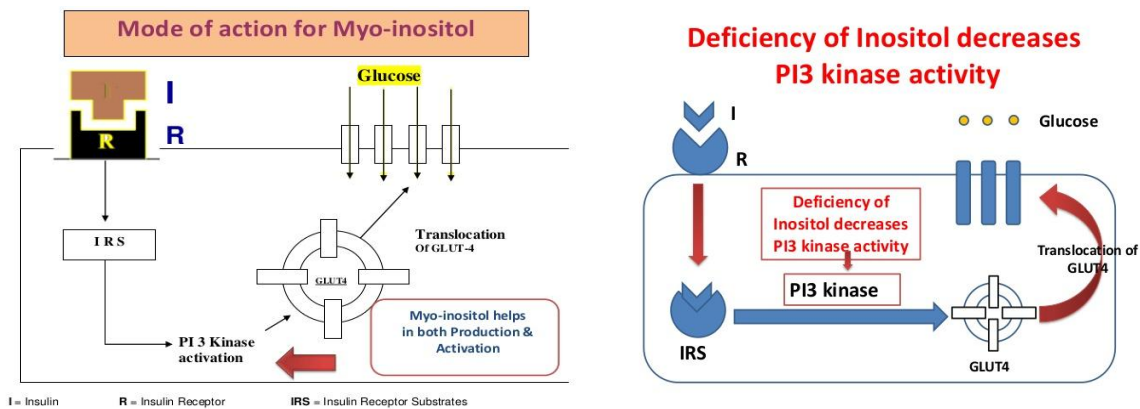 Mode of action for Myo-inositol
Glucose
I
I
R
R
I R S
GLUT4
Translocation
Of GLUT-4
PI 3 Kinase
activation
Myo-inositol helps
in both Production &
Activation
I = Insulin
R = Insulin Receptor
IRS = Insulin Receptor Substrates
Deficiency of Inositol decreases
PI3 kinase activity
I
R
Glucose
Deficiency of
Inositol decreases
PI3 kinase activity
PI3 kinase
Translocation of
GLUT4
IRS
GLUT4